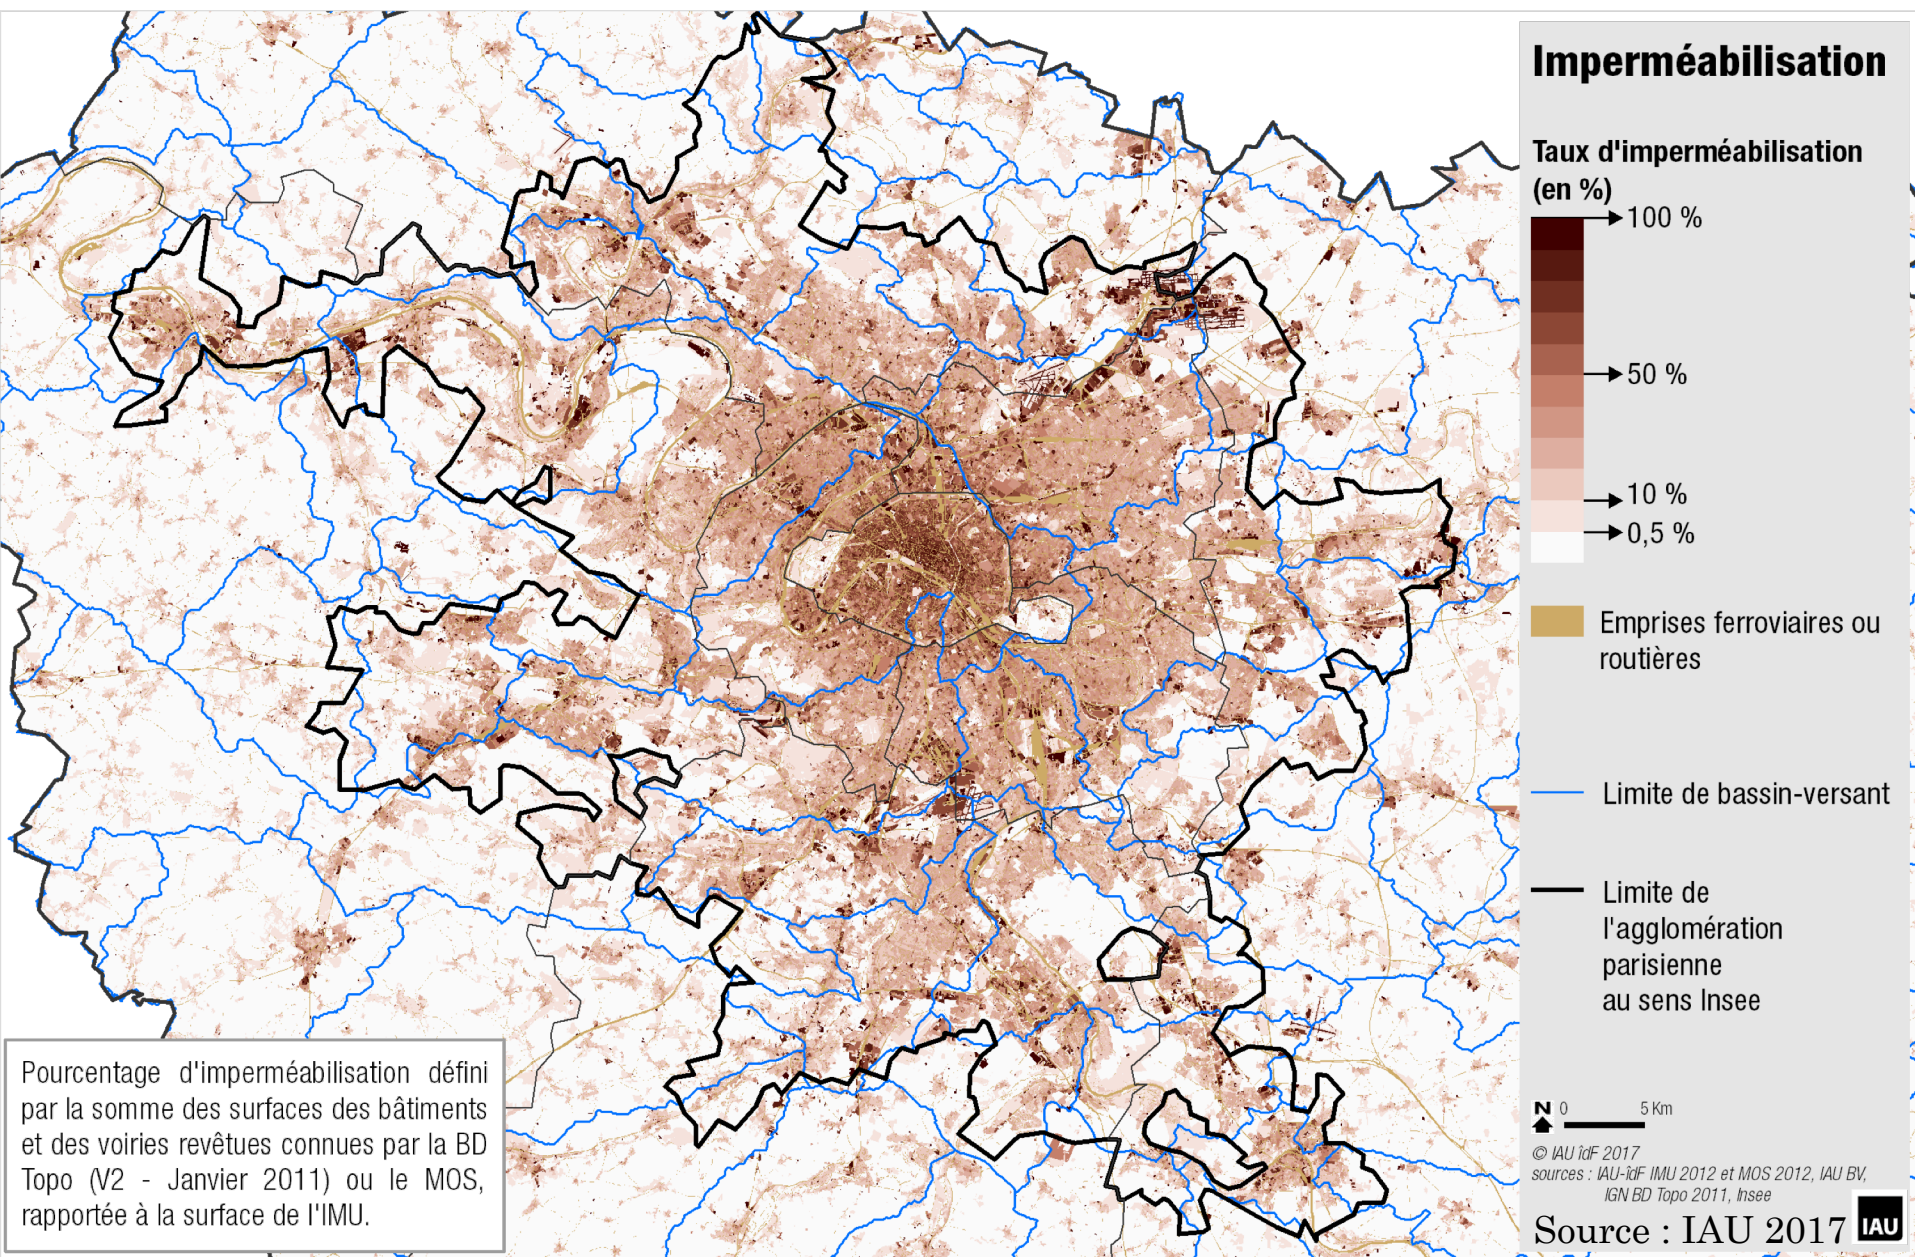 Imperméabilisation
Taux d'imperméabilisation
(en %)
100 %
50 %
10 %
0,5 %
Emprises ferroviaires ou
routières
Limite de bassin-versant
Limite de
l'agglomération
parisienne
au sens Insee
N 0 5 Km
© IAU îdF 2017
sources : IAU-îdF IMU 2012 et MOS 2012, IAU BV,
IGN BD Topo 2011, Insee
Source : IAU 2017
IAU
Pourcentage d'imperméabilisation défini
par la somme des surfaces des bâtiments
et des voiries revêtues connues par la BD
Topo (V2 - Janvier 2011) ou le MOS,
rapportée à la surface de l'IMU.